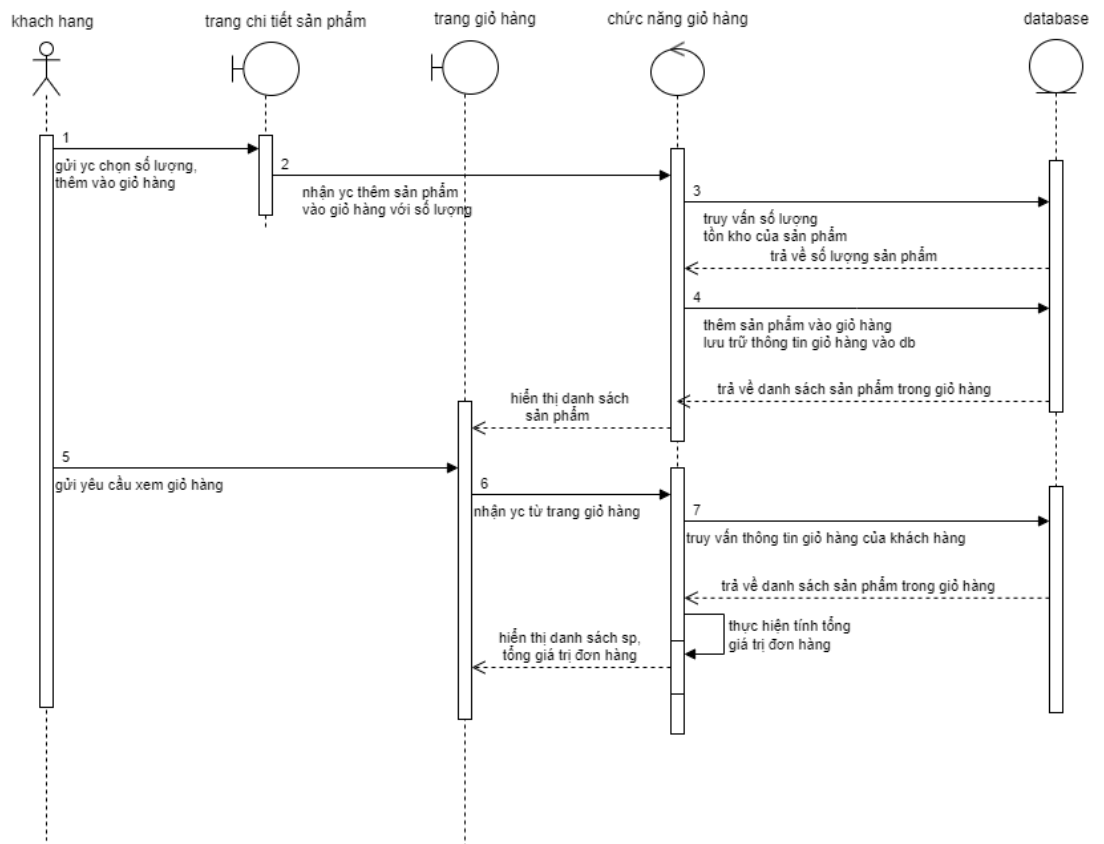 khach hang
trang chi tiết sản phẩm
trang giỏ hàng
chức năng giỏ hàng
database
1
gửi yc chọn số lượng,
thêm vào giỏ hàng
2
nhận yc thêm sản phẩm
vào giỏ hàng với số lượng
3
truy vấn số lượng
tồn kho của sản phẩm
trả về số lượng sản phẩm
4
thêm sản phẩm vào giỏ hàng
lưu trữ thông tin giỏ hàng vào db
trả về danh sách sản phẩm trong giỏ hàng
hiển thị danh sách
sản phẩm
5
gửi yêu cầu xem giỏ hàng
6
nhận yc từ trang giỏ hàng
7
truy vấn thông tin giỏ hàng của khách hàng
trả về danh sách sản phẩm trong giỏ hàng
thực hiện tính tổng
giá trị đơn hàng
hiển thị danh sách sp,
tổng giá trị đơn hàng